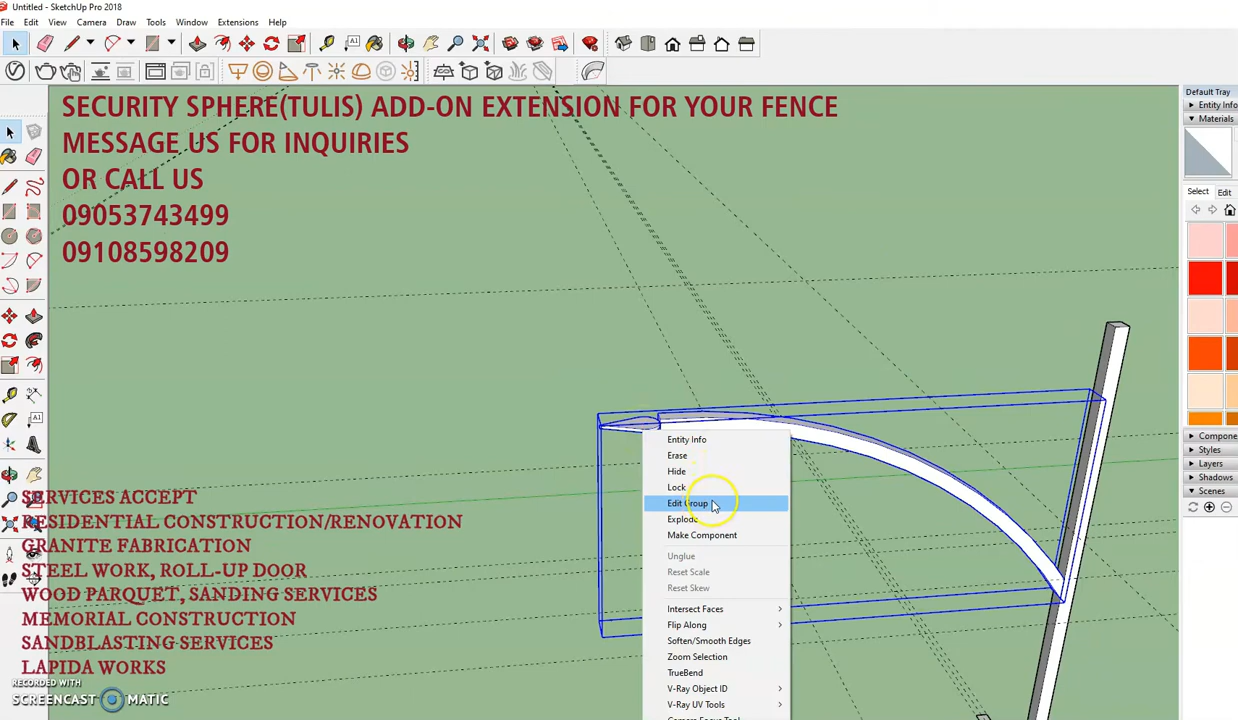 Untitled - SketchUp Pro 2018
File Edit View Camera Draw Tools Window Extensions Help
SECURITY SPHERE(TULIS) ADD-ON EXTENSION FOR YOUR FENCE
MESSAGE US FOR INQUIRIES
OR CALL US
09053743499
09108598209
Default Tray
Entity Info
Materials
Select Edit
Entity Info
Erase
Hide
Lock
Edit Group
Explode
Make Component
Unglue
Reset Scale
Reset Skew
Intersect Faces
Flip Along
Soften/Smooth Edges
Zoom Selection
TrueBend
V-Ray Object ID
V-Ray UV Tools
Compone
Styles
Layers
Shadows
Scenes
SERVICES ACCEPT
RESIDENTIAL CONSTRUCTION/RENOVATION
GRANITE FABRICATION
STEEL WORK, ROLL-UP DOOR
WOOD PARQUET, SANDING SERVICES
MEMORIAL CONSTRUCTION
SANDBLASTING SERVICES
LAPIDA WORKS
RECORDED WITH
SCREENCAST MATIC